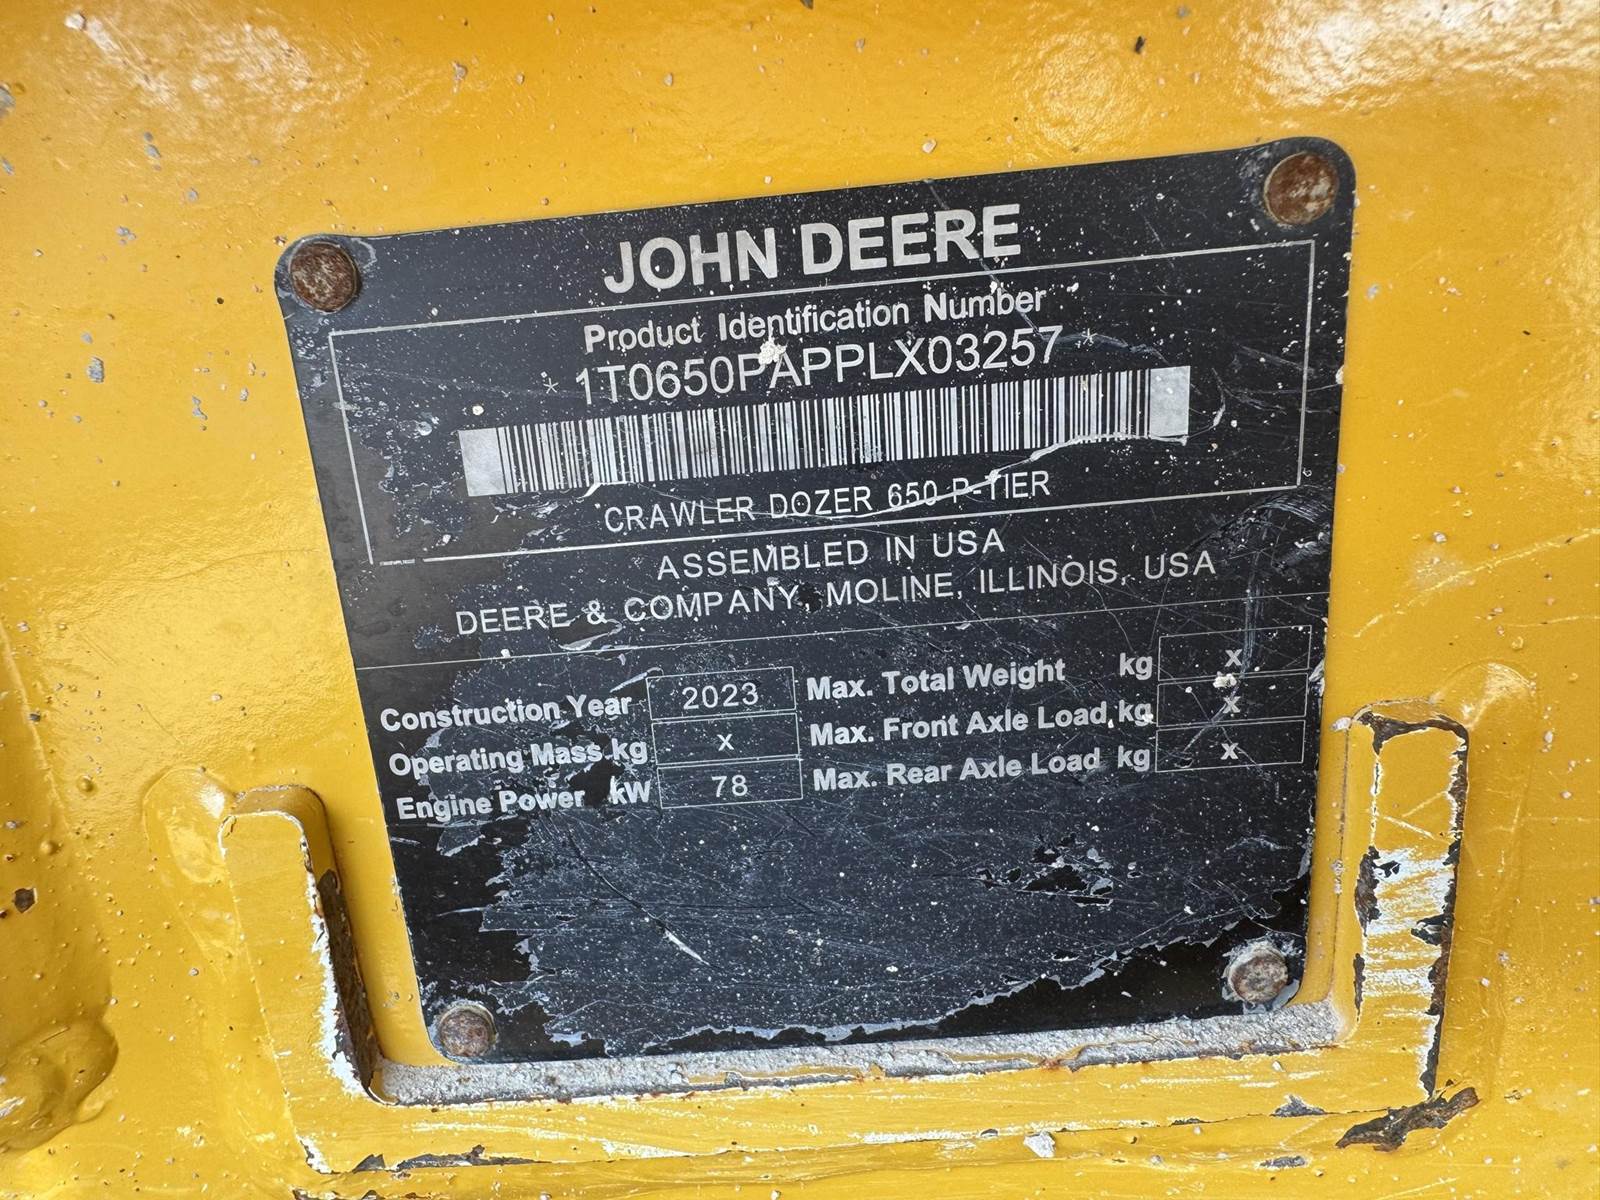 JOHN DEERE
Product Identification Number
* 1T0650PAPPLX03257 *
CRAWLER DOZER 650 P-TIER
ASSEMBLED IN USA
DEERE & COMPANY, MOLINE, ILLINOIS, USA
Construction Year 2023 Max. Total Weight kg x
Operating Mass kg x Max. Front Axle Load kg x
Engine Power kW 78 Max. Rear Axle Load kg x